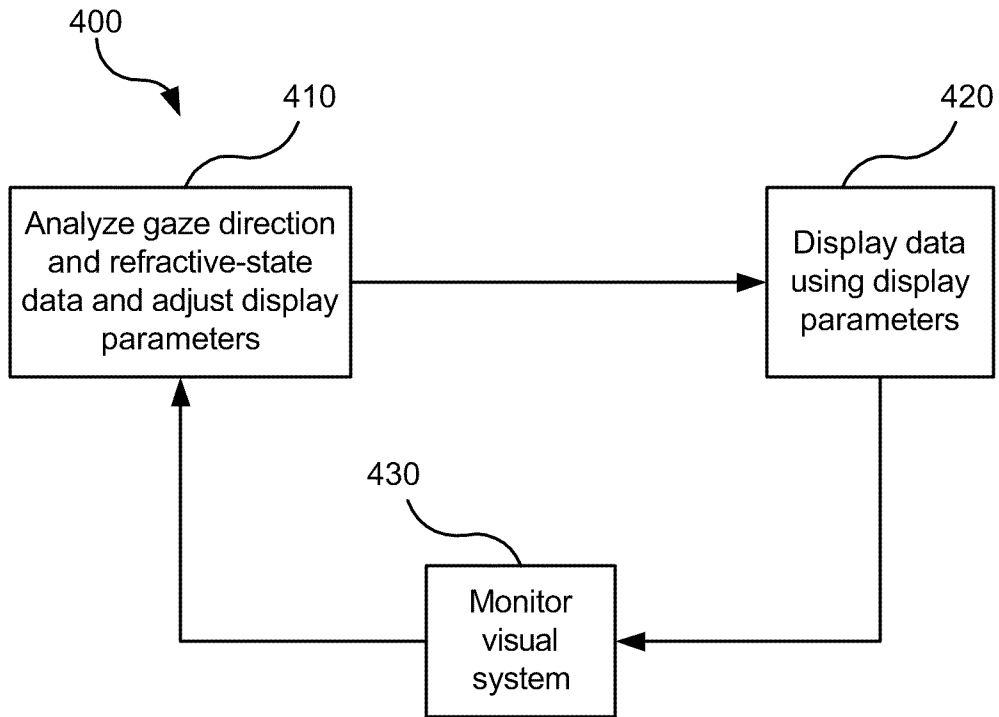 400
410
420
Analyze gaze direction
and refractive-state
data and adjust display
parameters
Display data
using display
parameters
430
Monitor
visual
system